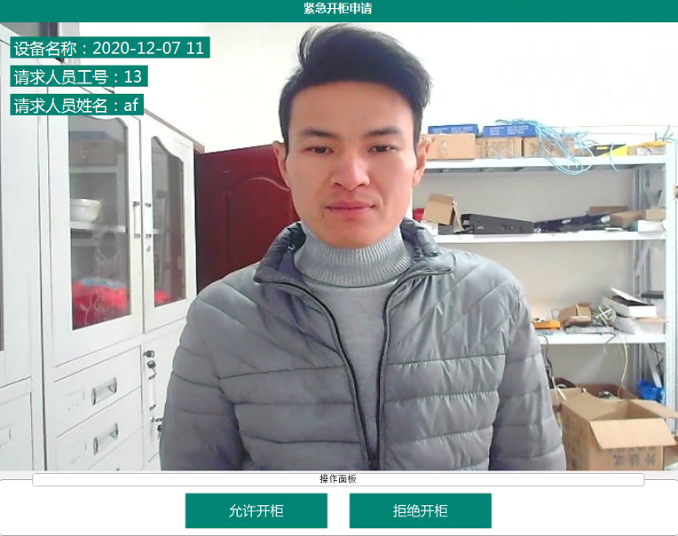 紧急开柜申请
设备名称：2020-12-07 11
请求人员工号：13
请求人员姓名：af
操作面板
允许开柜
拒绝开柜